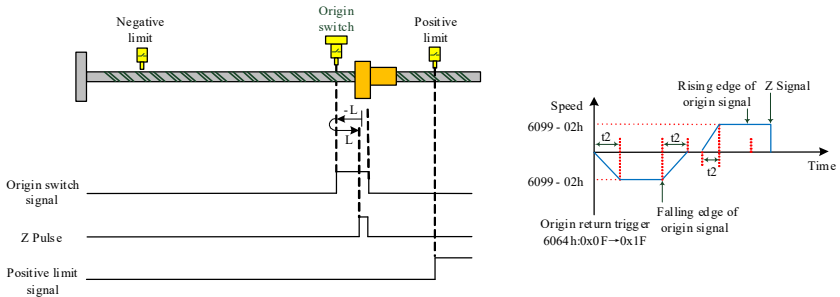 Negative
limit
Origin
switch
Positive
limit
-L
L
Origin switch
signal
Z Pulse
Positive limit
signal
Rising edge of
origin signal
Z Signal
Speed
6099 - 02h
t2
t2
t2
Time
6099 - 02h
Falling edge of
origin signal
Origin return trigger
6064h:0x0F→0x1F